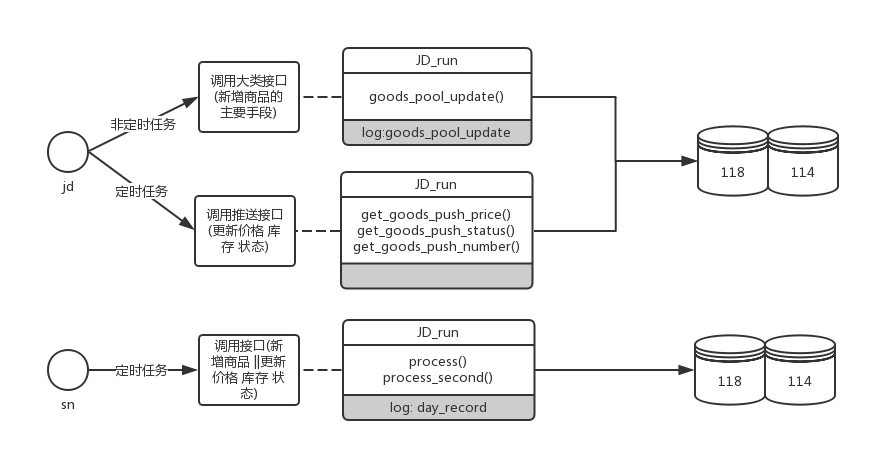 JD_run
调用大类接口
(新增商品的
主要手段)
goods_pool_update()
非定时任务
log:goods_pool_update
118
114
jd
定时任务
JD_run
调用推送接口
(更新价格 库
存 状态)
get_goods_push_price()
get_goods_push_status()
get_goods_push_number()
JD_run
调用接口(新
增商品 ||更新
价格 库存 状
态)
定时任务
process()
process_second()
118
114
sn
log: day_record